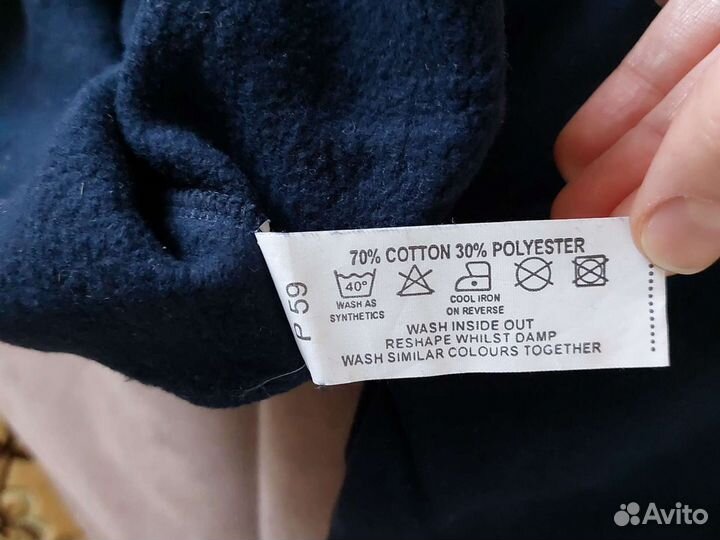 70% COTTON 30% POLYESTER
40°
WASH AS
SYNTHETICS
COOL IRON
ON REVERSE
WASH INSIDE OUT
RESHAPE WHILST DAMP
WASH SIMILAR COLOURS TOGETHER
P 59
Avito